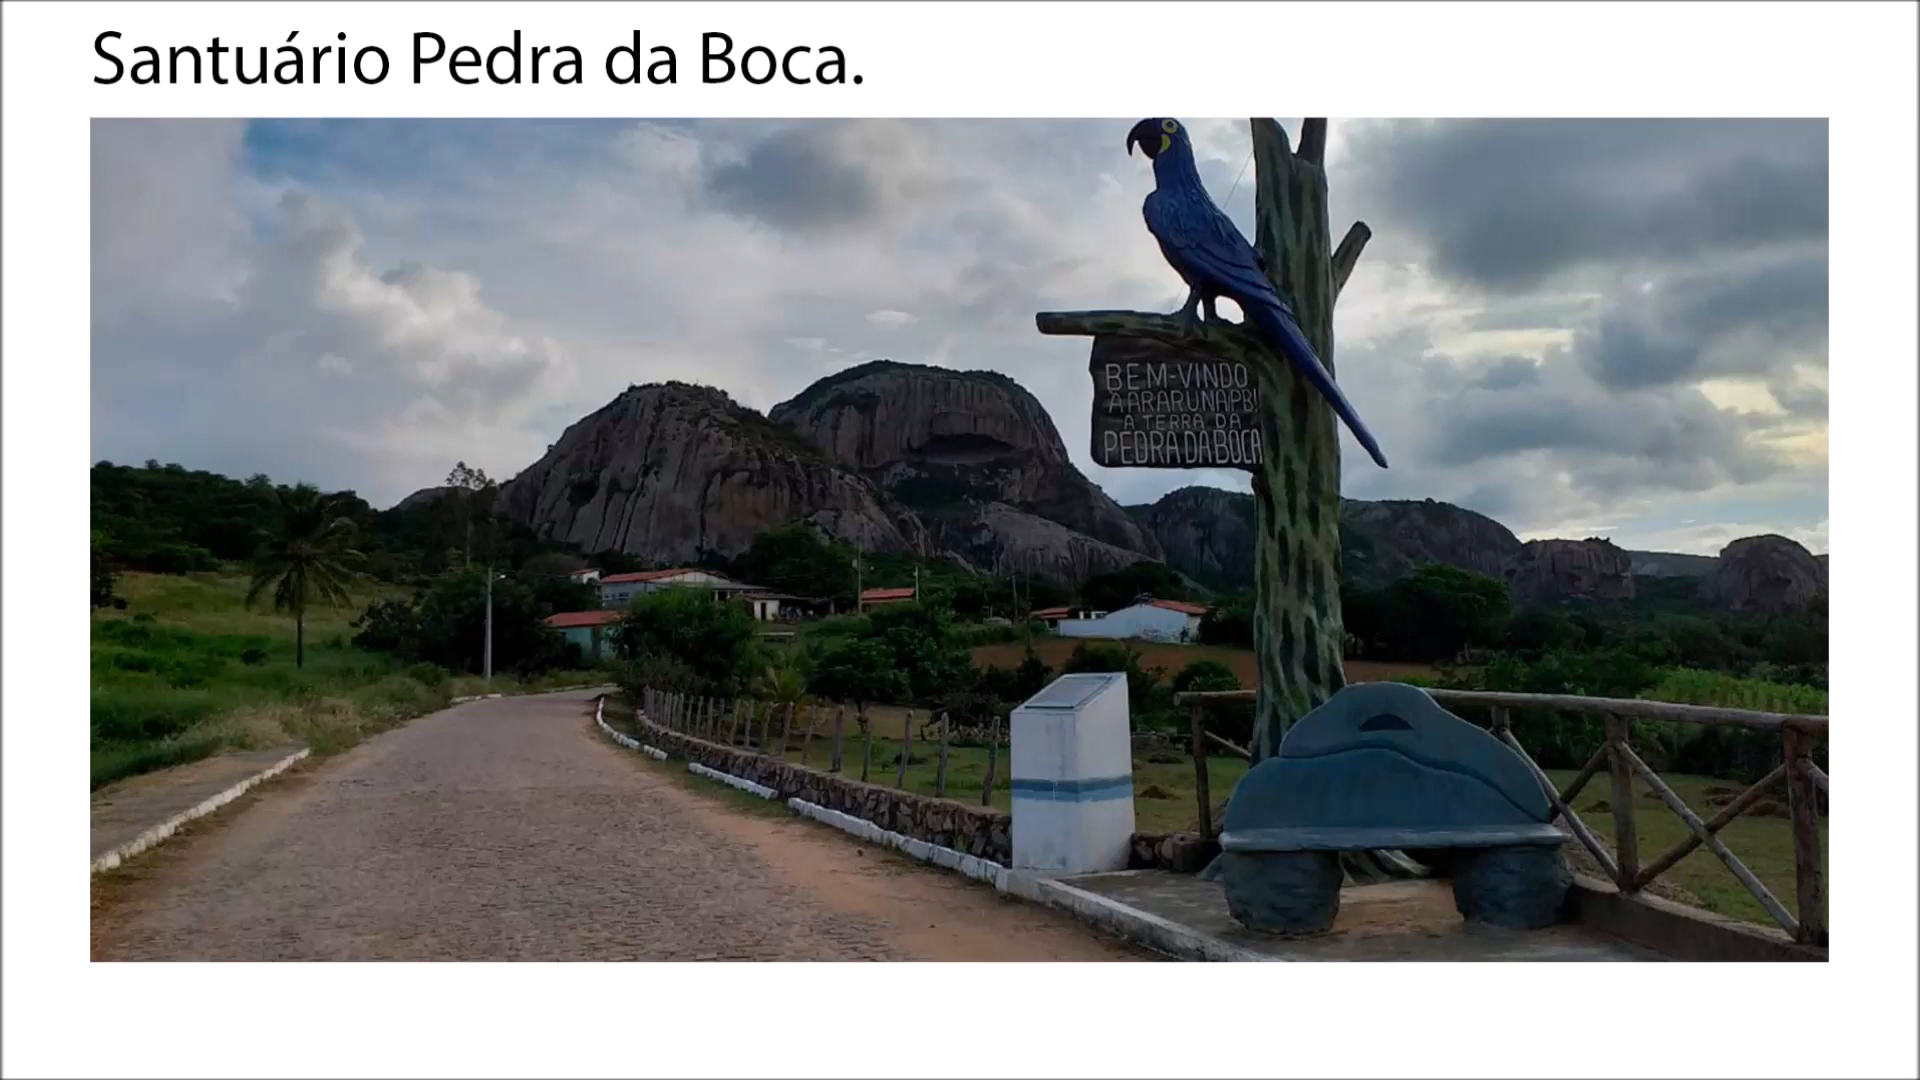 Santuário Pedra da Boca.
BEM-VINDO
A ARARUNA PB!
A TERRA DA
PEDRA DA BOCA